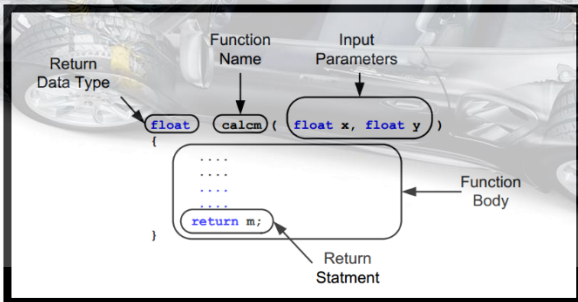 Function
Name
Input
Parameters
Return
Data Type
float calcm ( float x, float y )
{
....
....
....
....
return m;
}
Function
Body
Return
Statment